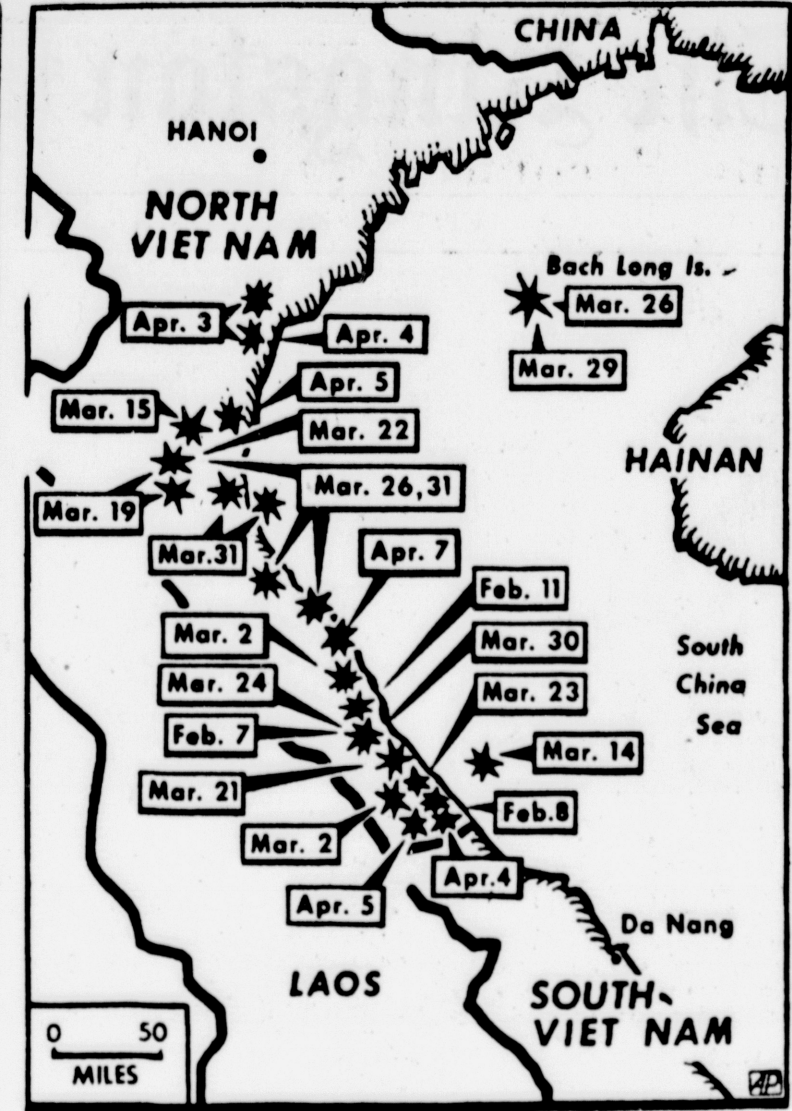 CHINA
HANOI
NORTH
VIET NAM
Bach Long Is.
Mar. 26
Apr. 3
Apr. 4
Mar. 29
Apr. 5
Mar. 15
Mar. 22
HAINAN
Mar. 26,31
Mar. 19
Mar.31
Apr. 7
Feb. 11
Mar. 2
Mar. 30
South
China
Sea
Mar. 24
Mar. 23
Feb. 7
Mar. 14
Mar. 21
Feb.8
Mar. 2
Apr.4
Apr. 5
Da Nang
LAOS
SOUTH
VIET NAM
0 50
MILES
AP